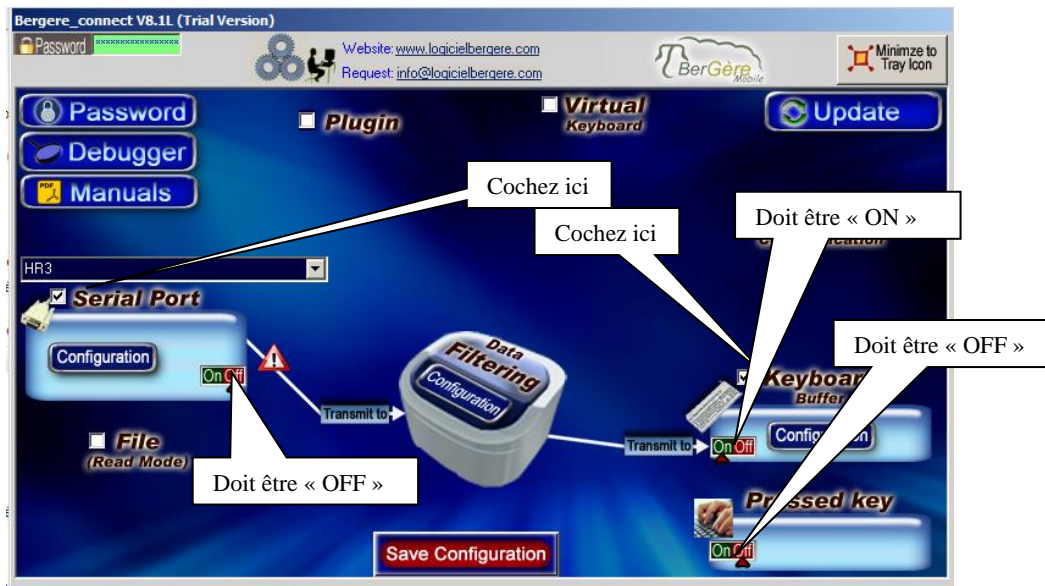 Bergere_connect V8.1L (Trial Version)
Password ******************
Website: www.logicielbergere.com
Request: info@logicielbergere.com
BerGère
Mobile
Minimze to
Tray Icon
Password
Debugger
Manuals
Plugin
Virtual
Keyboard
Update
Cochez ici
Cochez ici
Doit être « ON »
HR3
Serial Port
Configuration
On Off
Transmit to
Data
Filtering
Configuration
Transmit to
Doit être « OFF »
Buffer
On Off
File
(Read Mode)
Doit être « OFF »
Pressed key
On Off
Save Configuration